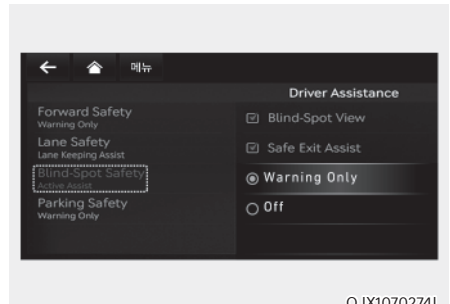 메뉴
Driver Assistance
Forward Safety
Warning Only
Lane Safety
Lane Keeping Assist
Blind-Spot Safety
Active Assist
Parking Safety
Warning Only
Blind-Spot View
Safe Exit Assist
Warning Only
Off
OJX1070274L